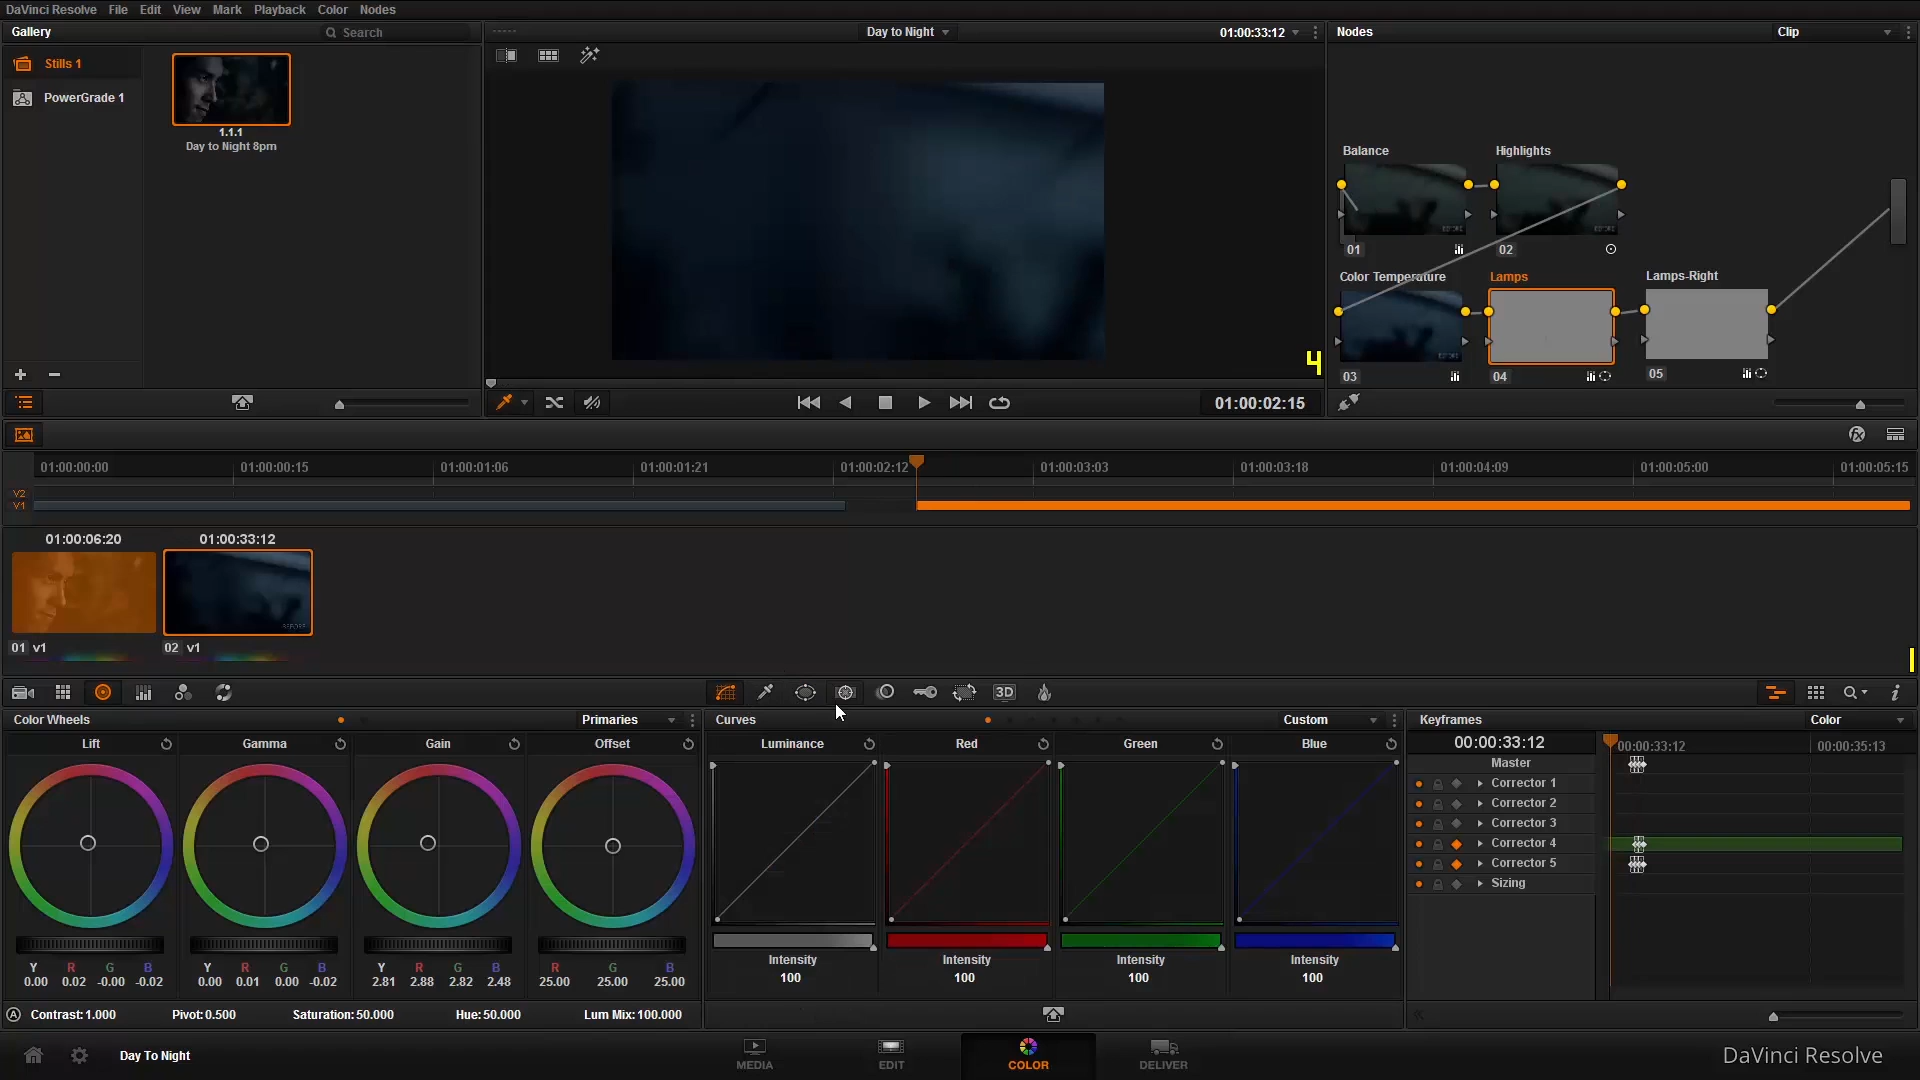 DaVinci Resolve File Edit View Mark Playback Color Nodes
Gallery Search Day to Night 01:00:33:12 Nodes Clip
Stills 1
PowerGrade 1
1.1.1
Day to Night 8pm
Balance Highlights
01 02
Color Temperature Lamps Lamps-Right
03 04 05
4
01:00:02:15
fx
01:00:00:00 01:00:00:15 01:00:01:06 01:00:01:21 01:00:02:12 01:00:03:03 01:00:03:18 01:00:04:09 01:00:05:00 01:00:05:15
V2
V1
01:00:06:20 01:00:33:12
BEFORE
01 v1 02 v1
3D
Color Wheels Primaries Curves Custom Keyframes Color
Lift Gamma Gain Offset Luminance Red Green Blue 00:00:33:12 00:00:33:12 00:00:35:13
Master
Corrector 1
Corrector 2
Corrector 3
Corrector 4
Corrector 5
Sizing
Y R G B Y R G B Y R G B R G B
0.00 0.02 -0.00 -0.02 0.00 0.01 0.00 -0.02 2.81 2.88 2.82 2.48 25.00 25.00 25.00
Intensity Intensity Intensity Intensity
100 100 100 100
A Contrast:1.000 Pivot:0.500 Saturation:50.000 Hue:50.000 Lum Mix:100.000
Day To Night MEDIA EDIT COLOR DELIVER DaVinci Resolve